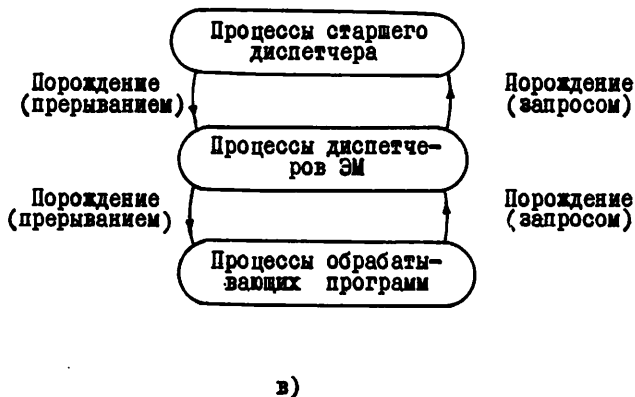 Процессы старшего
диспетчера
Порождение
(прерыванием)
Порождение
(запросом)
Процессы диспетче-
ров ЭМ
Порождение
(прерыванием)
Порождение
(запросом)
Процессы обрабаты-
вающих программ
в)